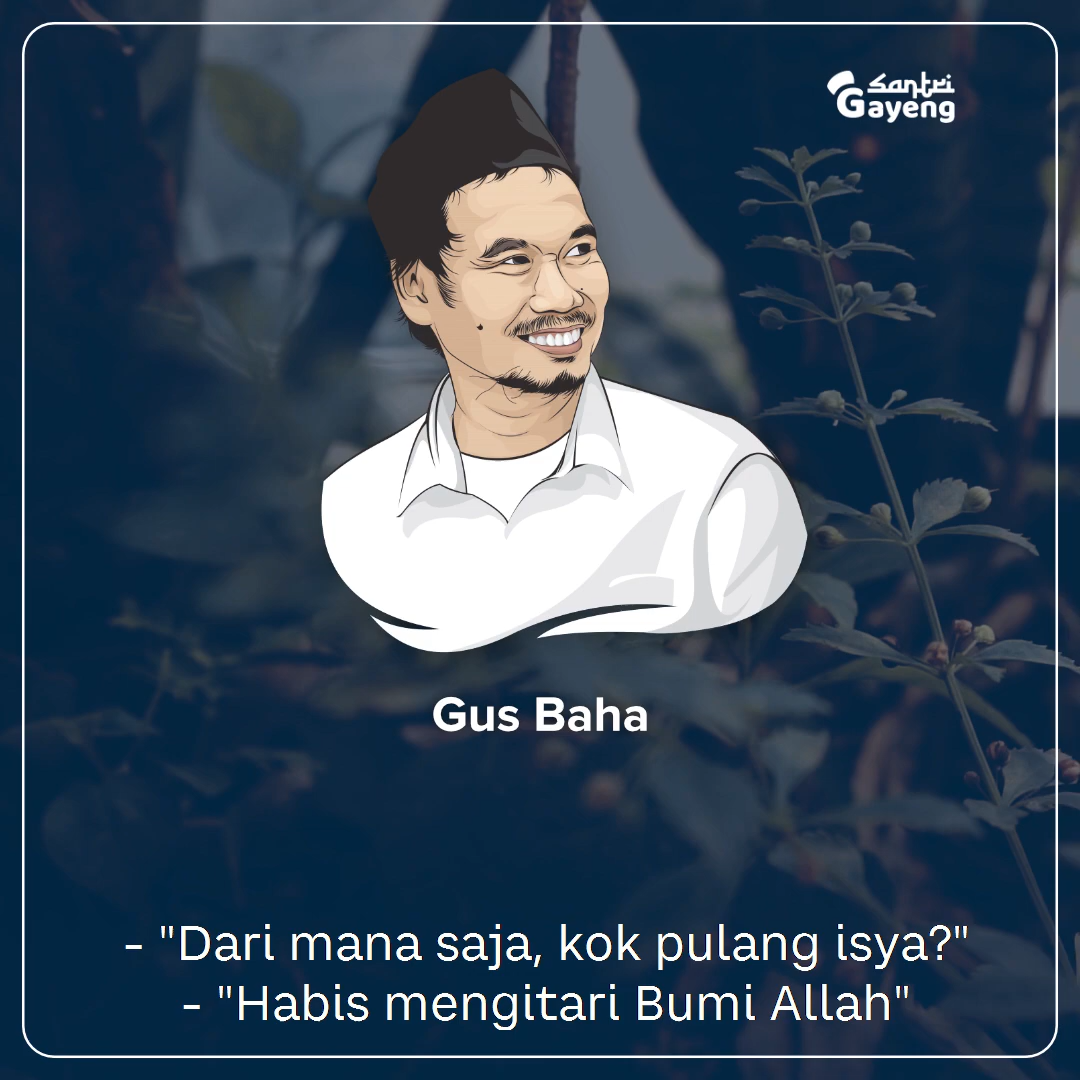 Santri
Gayeng
Gus Baha
- "Dari mana saja, kok pulang isya?"
- "Habis mengitari Bumi Allah"